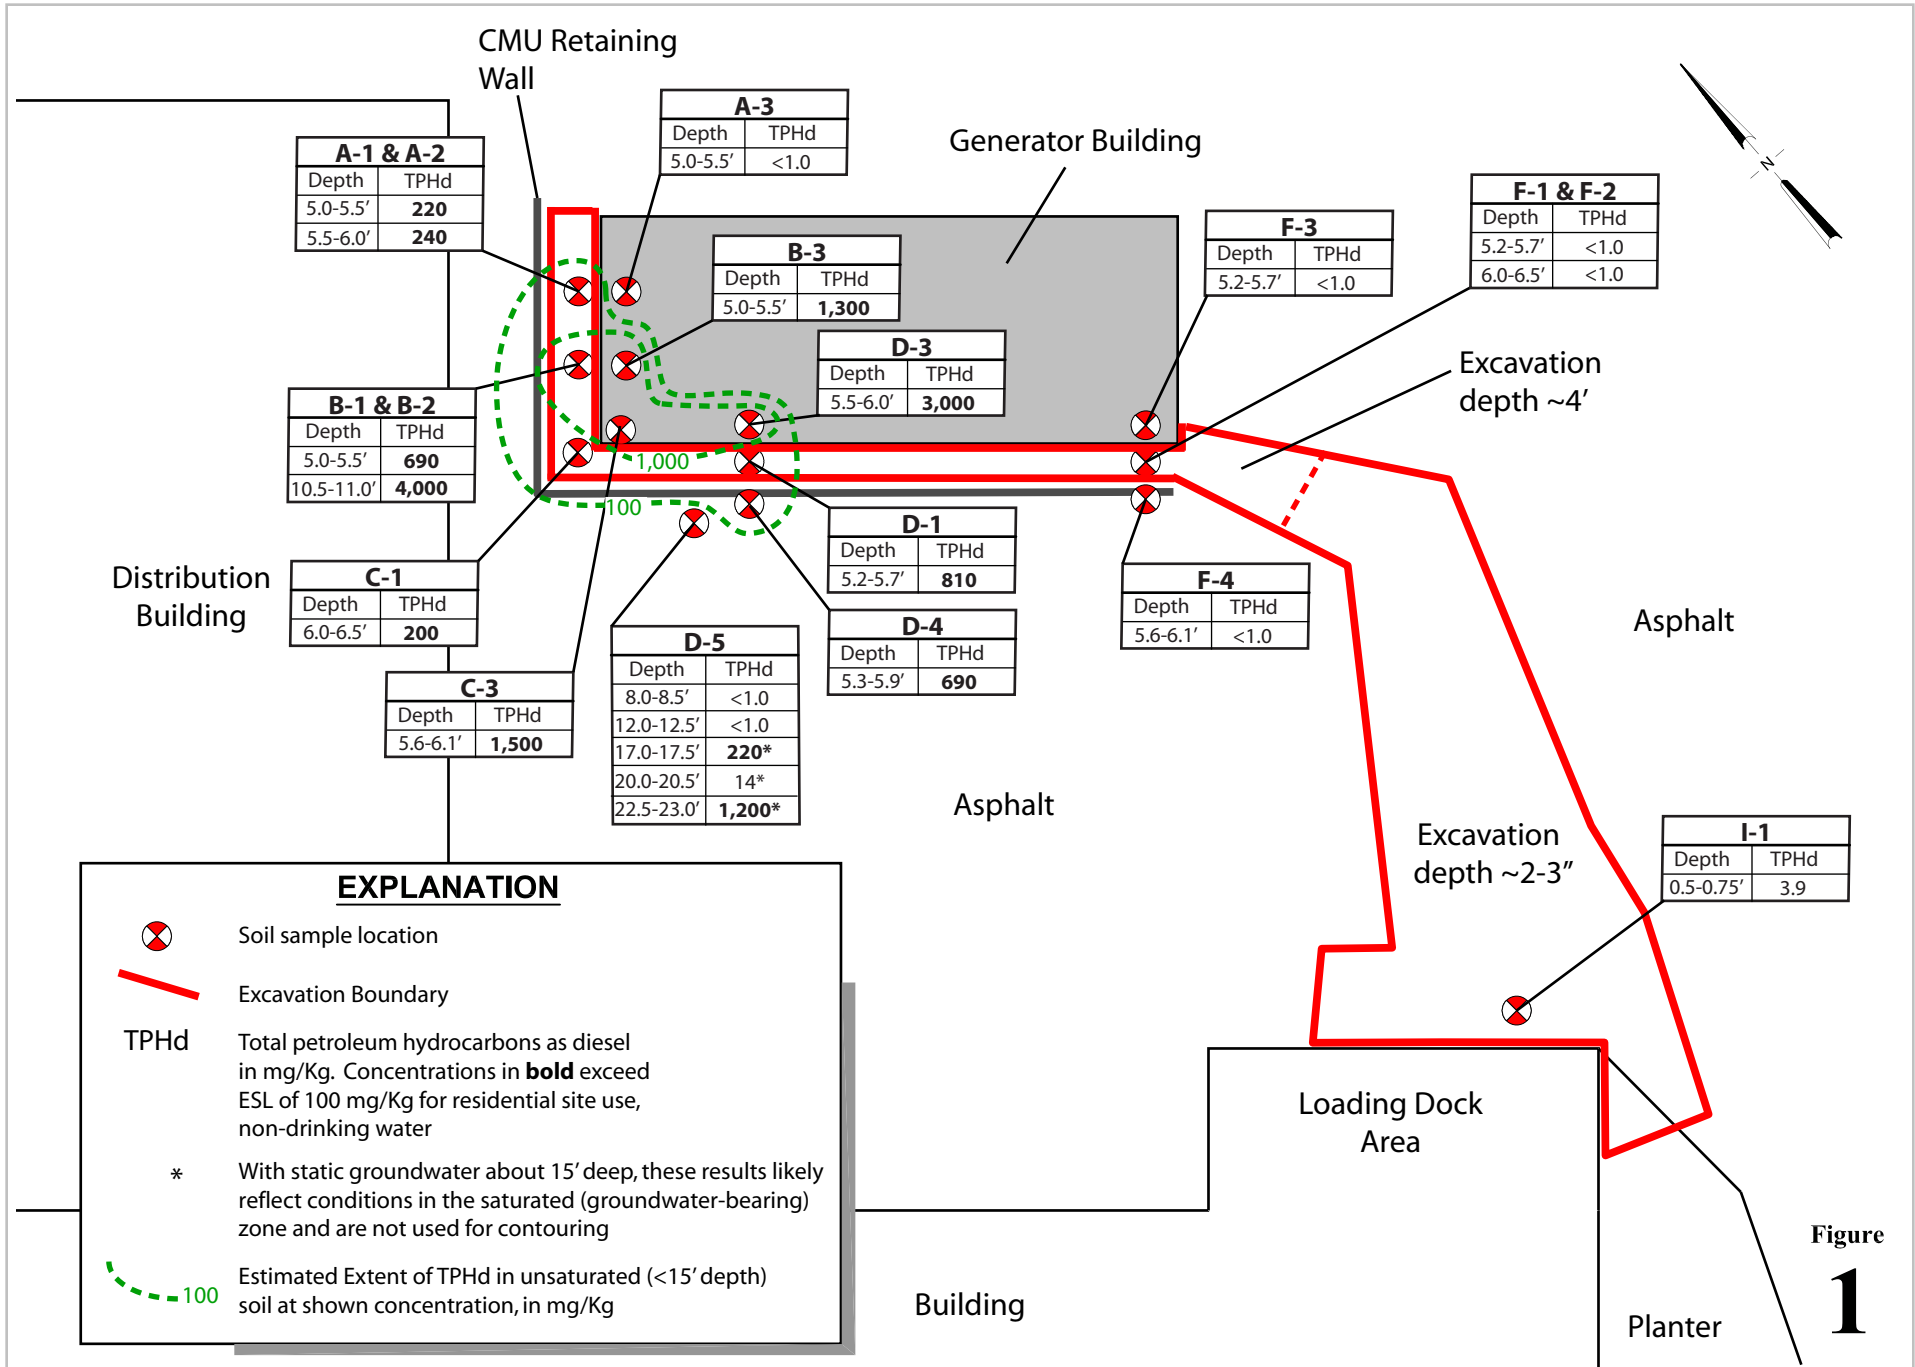 CMU Retaining
Wall
A-3
Depth TPHd
5.0-5.5′ <1.0
Generator Building
A-1 & A-2
Depth TPHd
5.0-5.5′ 220
5.5-6.0′ 240
N
F-1 & F-2
Depth TPHd
5.2-5.7′ <1.0
6.0-6.5′ <1.0
F-3
Depth TPHd
5.2-5.7′ <1.0
B-3
Depth TPHd
5.0-5.5′ 1,300
D-3
Depth TPHd
5.5-6.0′ 3,000
Excavation
depth ~4′
B-1 & B-2
Depth TPHd
5.0-5.5′ 690
10.5-11.0′ 4,000
1,000
100
D-1
Depth TPHd
5.2-5.7′ 810
Distribution
Building
C-1
Depth TPHd
6.0-6.5′ 200
F-4
Depth TPHd
5.6-6.1′ <1.0
Asphalt
D-4
Depth TPHd
5.3-5.9′ 690
D-5
Depth TPHd
8.0-8.5′ <1.0
12.0-12.5′ <1.0
17.0-17.5′ 220*
20.0-20.5′ 14*
22.5-23.0′ 1,200*
C-3
Depth TPHd
5.6-6.1′ 1,500
Asphalt
Excavation
depth ~2-3″
I-1
Depth TPHd
0.5-0.75′ 3.9
EXPLANATION
Soil sample location
Excavation Boundary
TPHd Total petroleum hydrocarbons as diesel
in mg/Kg. Concentrations in bold exceed
ESL of 100 mg/Kg for residential site use,
non-drinking water
* With static groundwater about 15′ deep, these results likely
reflect conditions in the saturated (groundwater-bearing)
zone and are not used for contouring
100 Estimated Extent of TPHd in unsaturated (<15′ depth)
soil at shown concentration, in mg/Kg
Loading Dock
Area
Building
Planter
Figure
1